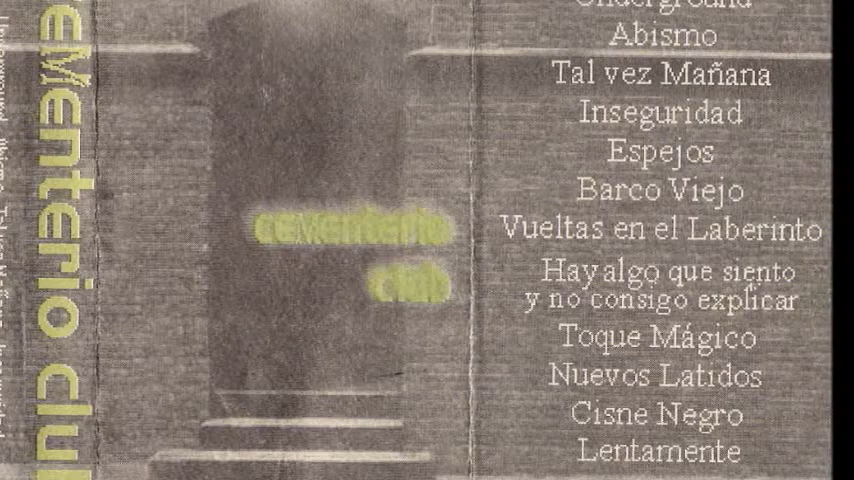 ceMenterio club
ceMenterio
club
Underground
Abismo
Tal vez Mañana
Inseguridad
Espejos
Barco Viejo
Vueltas en el Laberinto
Hay algo que siento
y no consigo explicar
Toque Mágico
Nuevos Latidos
Cisne Negro
Lentamente